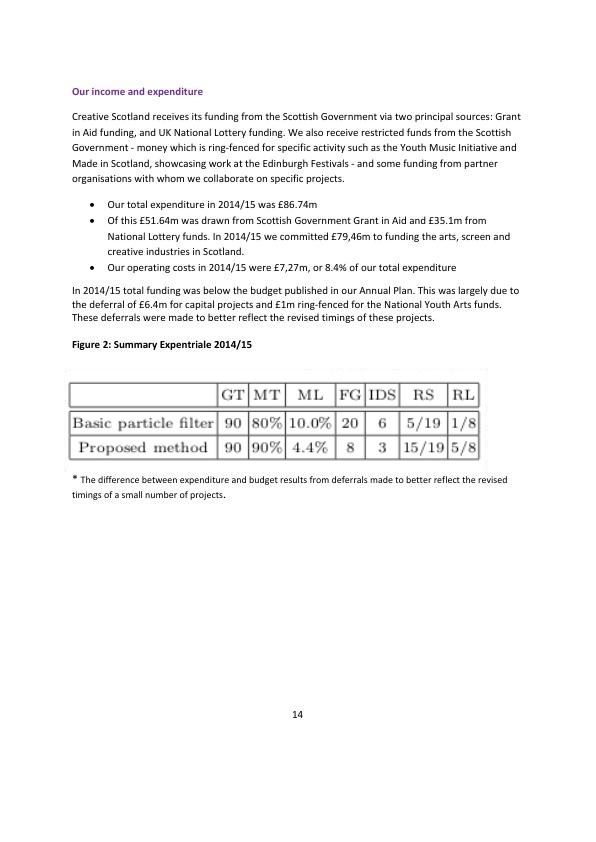 Our income and expenditure
Creative Scotland receives its funding from the Scottish Government via two principal sources: Grant
in Aid funding, and UK National Lottery funding. We also receive restricted funds from the Scottish
Government - money which is ring-fenced for specific activity such as the Youth Music Initiative and
Made in Scotland, showcasing work at the Edinburgh Festivals - and some funding from partner
organisations with whom we collaborate on specific projects.
• Our total expenditure in 2014/15 was £86.74m
• Of this £51.64m was drawn from Scottish Government Grant in Aid and £35.1m from
National Lottery funds. In 2014/15 we committed £79,46m to funding the arts, screen and
creative industries in Scotland.
• Our operating costs in 2014/15 were £7,27m, or 8.4% of our total expenditure
In 2014/15 total funding was below the budget published in our Annual Plan. This was largely due to
the deferral of £6.4m for capital projects and £1m ring-fenced for the National Youth Arts funds.
These deferrals were made to better reflect the revised timings of these projects.
Figure 2: Summary Expentriale 2014/15
GT MT ML FG IDS RS RL
Basic particle filter 90 80% 10.0% 20 6 5/19 1/8
Proposed method 90 90% 4.4% 8 3 15/19 5/8
* The difference between expenditure and budget results from deferrals made to better reflect the revised
timings of a small number of projects.
14